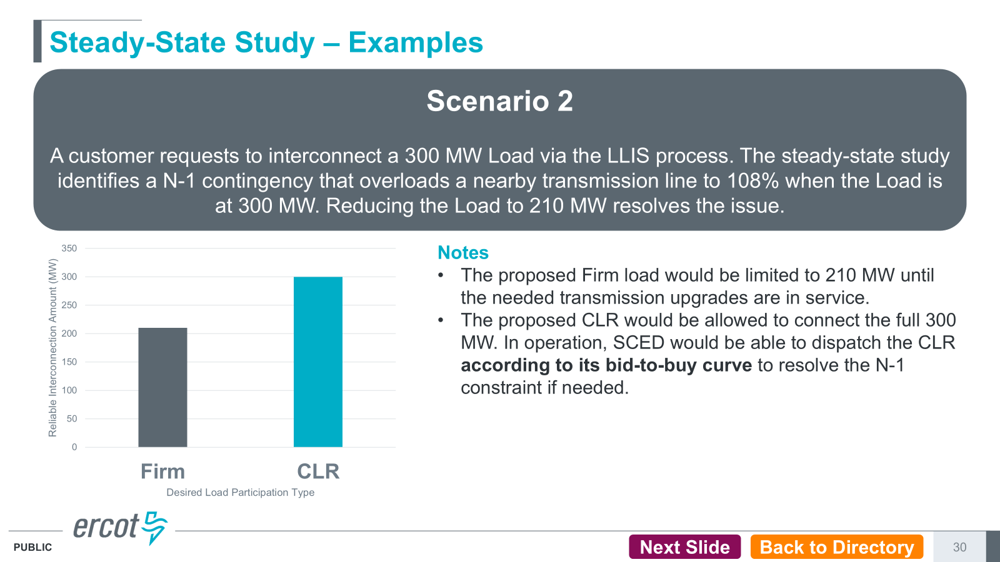 Steady-State Study – Examples
Scenario 2
A customer requests to interconnect a 300 MW Load via the LLIS process. The steady-state study
identifies a N-1 contingency that overloads a nearby transmission line to 108% when the Load is
at 300 MW. Reducing the Load to 210 MW resolves the issue.
Reliable Interconnection Amount (MW)
350
300
250
200
150
100
50
0
Firm
CLR
Desired Load Participation Type
Notes
• The proposed Firm load would be limited to 210 MW until
the needed transmission upgrades are in service.
• The proposed CLR would be allowed to connect the full 300
MW. In operation, SCED would be able to dispatch the CLR
according to its bid-to-buy curve to resolve the N-1
constraint if needed.
ercot
PUBLIC
Next Slide
Back to Directory
30